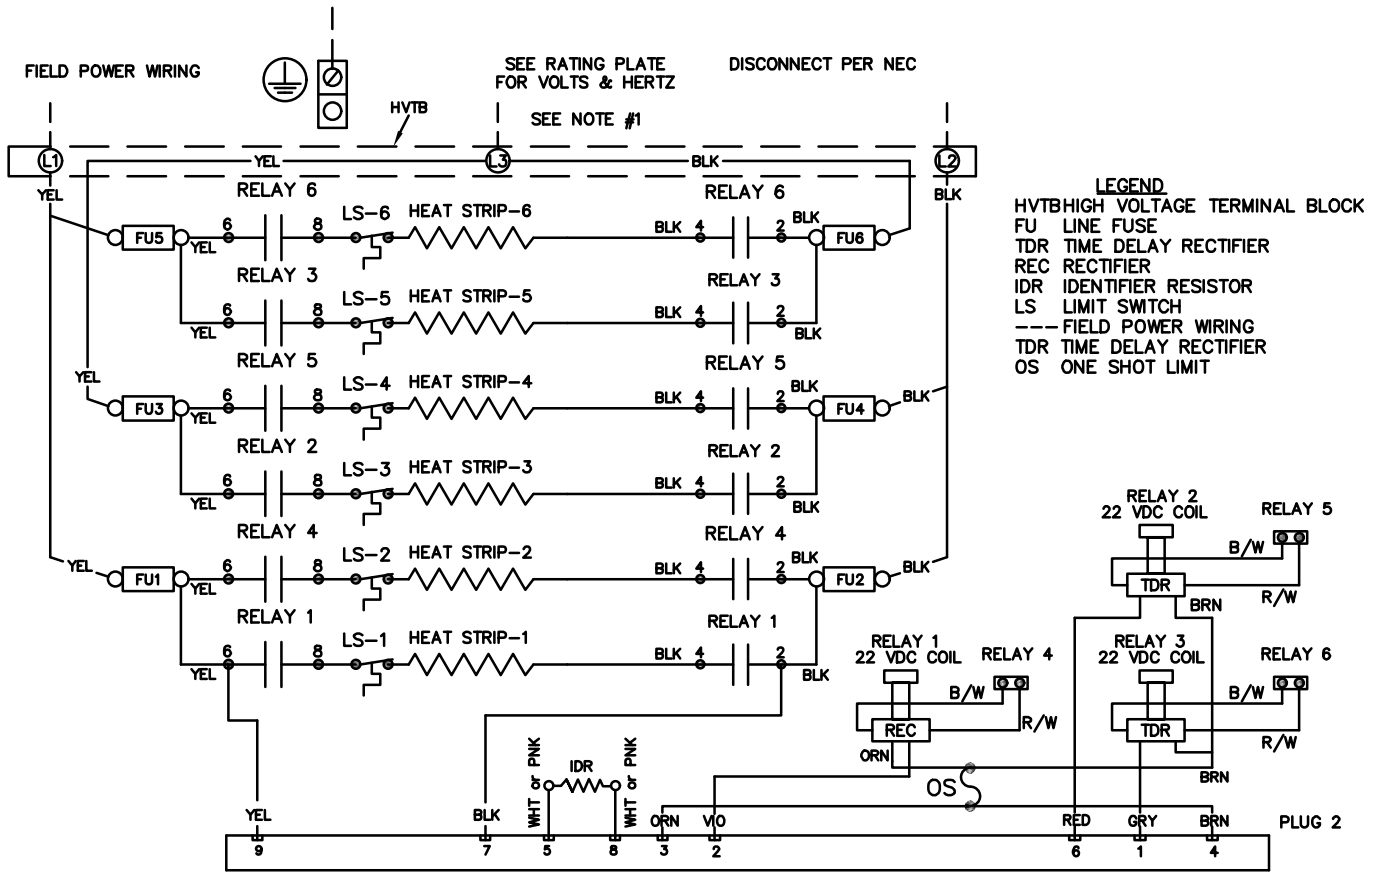 FIELD POWER WIRING
SEE RATING PLATE
FOR VOLTS & HERTZ
SEE NOTE #1
DISCONNECT PER NEC
HVTB
L1
YEL
L3
BLK
L2
YEL
BLK
RELAY 6
LS-6
HEAT STRIP-6
RELAY 6
FU5
YEL
6
8
BLK
4
2
BLK
FU6
RELAY 3
LS-5
HEAT STRIP-5
RELAY 3
YEL
6
8
BLK
4
2
BLK
RELAY 5
LS-4
HEAT STRIP-4
RELAY 5
YEL
FU3
YEL
6
8
BLK
4
2
BLK
FU4
BLK
RELAY 2
LS-3
HEAT STRIP-3
RELAY 2
YEL
6
8
BLK
4
2
BLK
RELAY 4
LS-2
HEAT STRIP-2
RELAY 4
YEL
FU1
YEL
6
8
BLK
4
2
BLK
FU2
BLK
RELAY 1
LS-1
HEAT STRIP-1
RELAY 1
YEL
6
8
BLK
4
2
BLK
LEGEND
HVTB HIGH VOLTAGE TERMINAL BLOCK
FU LINE FUSE
TDR TIME DELAY RECTIFIER
REC RECTIFIER
IDR IDENTIFIER RESISTOR
LS LIMIT SWITCH
--- FIELD POWER WIRING
TDR TIME DELAY RECTIFIER
OS ONE SHOT LIMIT
RELAY 2
22 VDC COIL
RELAY 5
B/W
TDR
R/W
BRN
RELAY 1
22 VDC COIL
RELAY 4
B/W
REC
R/W
ORN
RELAY 3
22 VDC COIL
RELAY 6
B/W
TDR
R/W
BRN
OS
WHT or PNK
IDR
WHT or PNK
YEL
BLK
ORN
VIO
RED
GRY
BRN
PLUG 2
9
7
5
8
3
2
6
1
4